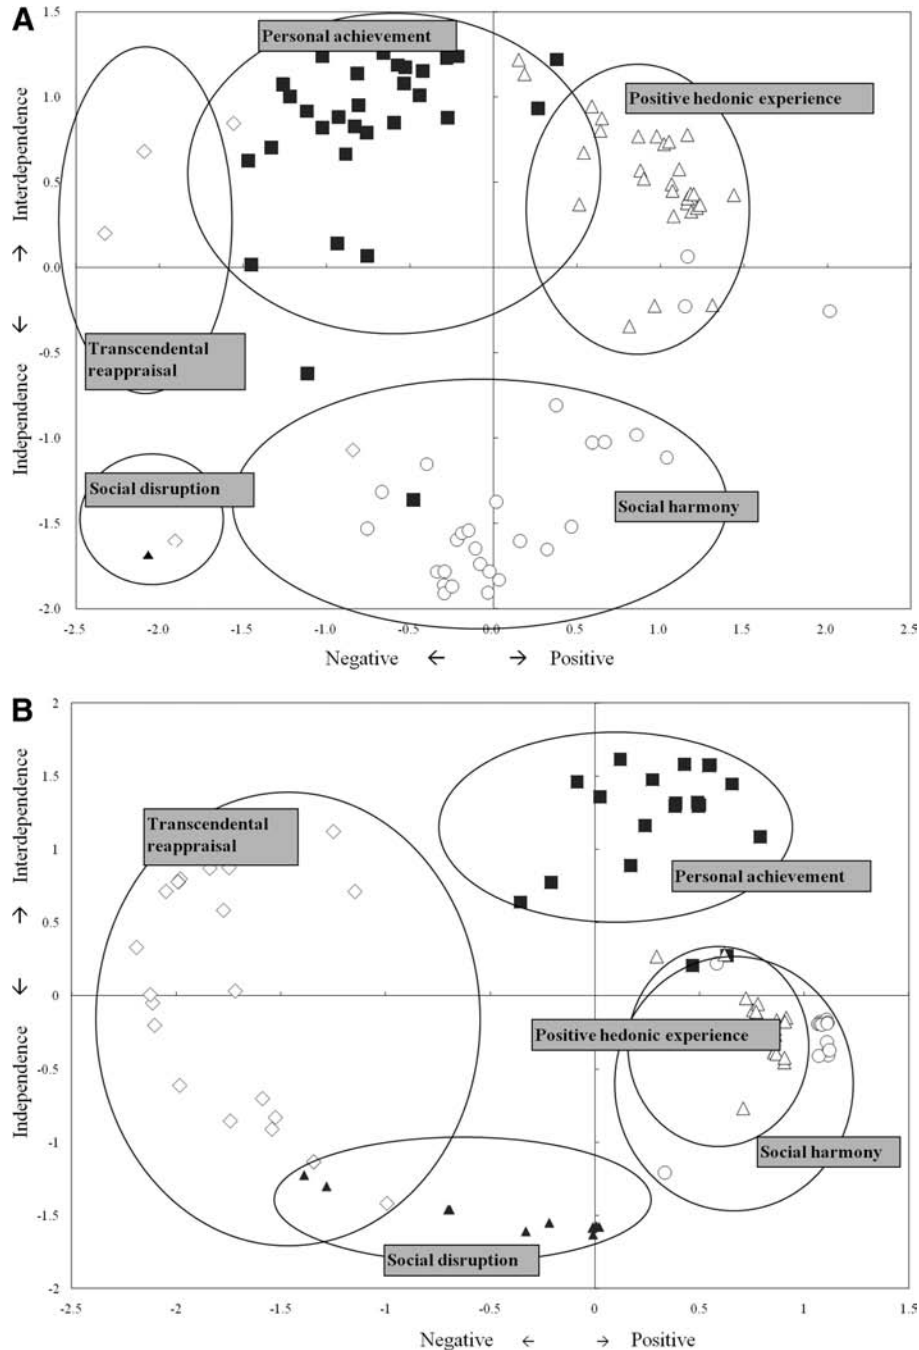 A
1.5
Personal achievement
Positive hedonic experience
1.0
0.5
0.0
Interdependence
↑
↓
Independence
Transcendental
reappraisal
-0.5
-1.0
Social disruption
Social harmony
-1.5
-2.0
-2.5 -2.0 -1.5 -1.0 -0.5 0.0 0.5 1.0 1.5 2.0 2.5
Negative ← → Positive
B
2
Transcendental
reappraisal
1.5
1
Personal achievement
0.5
0
Interdependence
↑
↓
Independence
Positive hedonic experience
-0.5
-1
Social harmony
-1.5
Social disruption
-2
-2.5 -2 -1.5 -1 -0.5 0 0.5 1 1.5
Negative ← → Positive